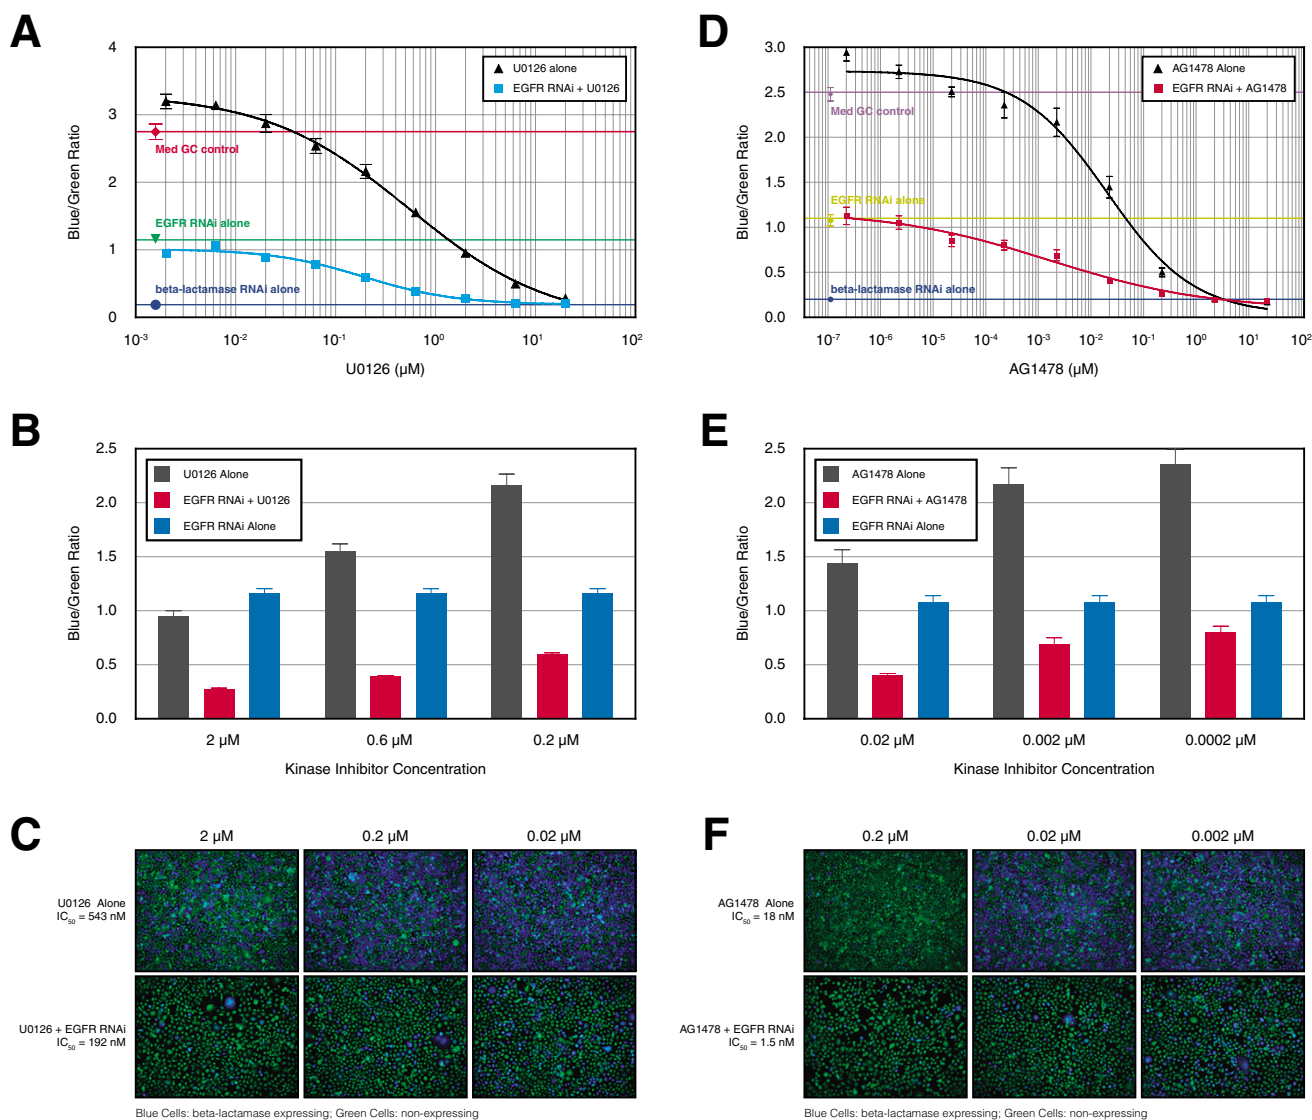 A
Blue/Green Ratio
4
3
2
1
0
U0126 alone
EGFR RNAi + U0126
Med GC control
EGFR RNAi alone
beta-lactamase RNAi alone
10-3 10-2 10-1 100 101 102
U0126 (µM)
D
Blue/Green Ratio
3.0
2.5
2.0
1.5
1.0
0.5
0.0
AG1478 Alone
EGFR RNAi + AG1478
Med GC control
EGFR RNAi alone
beta-lactamase RNAi alone
10-7 10-6 10-5 10-4 10-3 10-2 10-1 100 101 102
AG1478 (µM)
B
Blue/Green Ratio
2.5
2.0
1.5
1.0
0.5
0.0
U0126 Alone
EGFR RNAi + U0126
EGFR RNAi Alone
2 µM 0.6 µM 0.2 µM
Kinase Inhibitor Concentration
E
Blue/Green Ratio
2.5
2.0
1.5
1.0
0.5
0.0
AG1478 Alone
EGFR RNAi + AG1478
EGFR RNAi Alone
0.02 µM 0.002 µM 0.0002 µM
Kinase Inhibitor Concentration
C
2 µM 0.2 µM 0.02 µM
U0126 Alone
IC50 = 543 nM
U0126 + EGFR RNAi
IC50 = 192 nM
Blue Cells: beta-lactamase expressing; Green Cells: non-expressing
F
0.2 µM 0.02 µM 0.002 µM
AG1478 Alone
IC50 = 18 nM
AG1478 + EGFR RNAi
IC50 = 1.5 nM
Blue Cells: beta-lactamase expressing; Green Cells: non-expressing